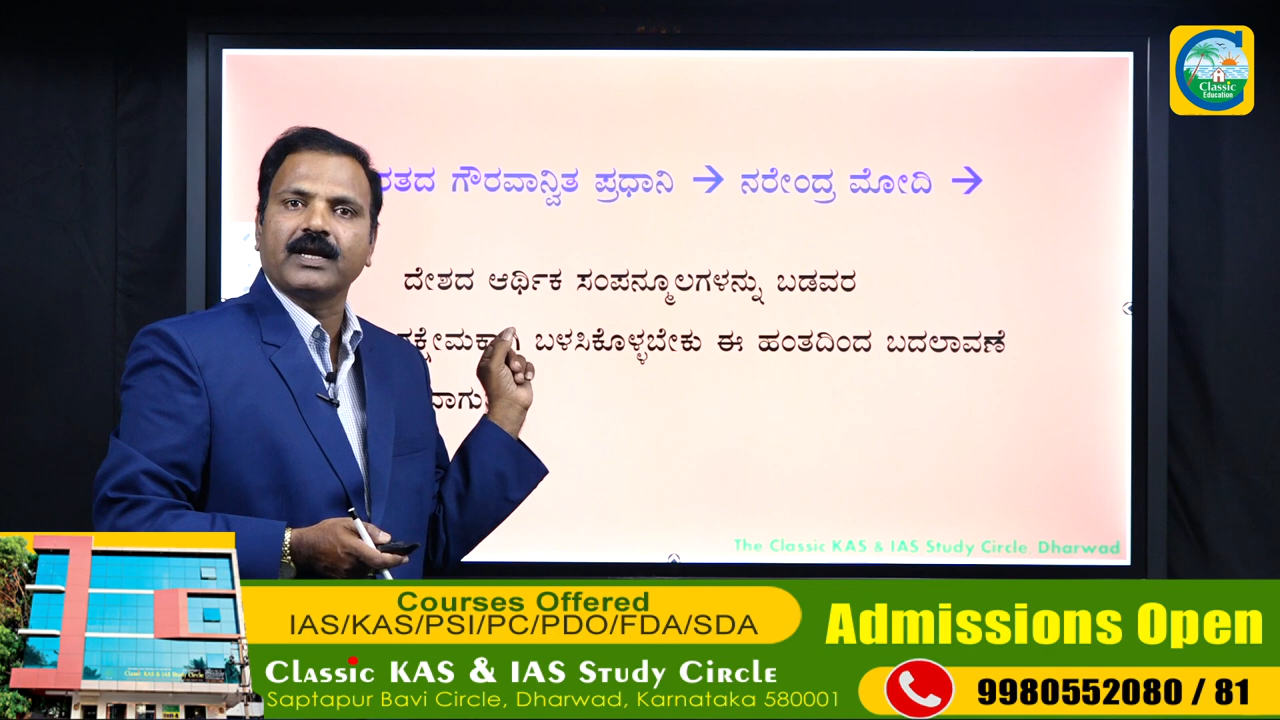 ಗೌರವಾನ್ವಿತ ಪ್ರಧಾನಿ → ನರೇಂದ್ರ ಮೋದಿ →
ದೇಶದ ಆರ್ಥಿಕ ಸಂಪನ್ಮೂಲಗಳನ್ನು ಬಡವರ
ಬಳಸಿಕೊಳ್ಳಬೇಕು ಈ ಹಂತದಿಂದ ಬದಲಾವಣೆ
The Classic KAS & IAS Study Circle, Dharwad
Classic
Education
Courses Offered
IAS/KAS/PSI/PC/PDO/FDA/SDA
Admissions Open
Classic KAS & IAS Study Circle
Saptapur Bavi Circle, Dharwad, Karnataka 580001
9980552080 / 81